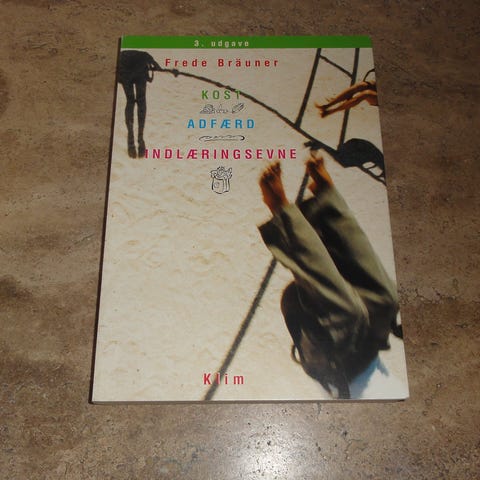 3. udgave
Frede Bräuner
KOST
ADFÆRD
INDLÆRINGSEVNE
Klim